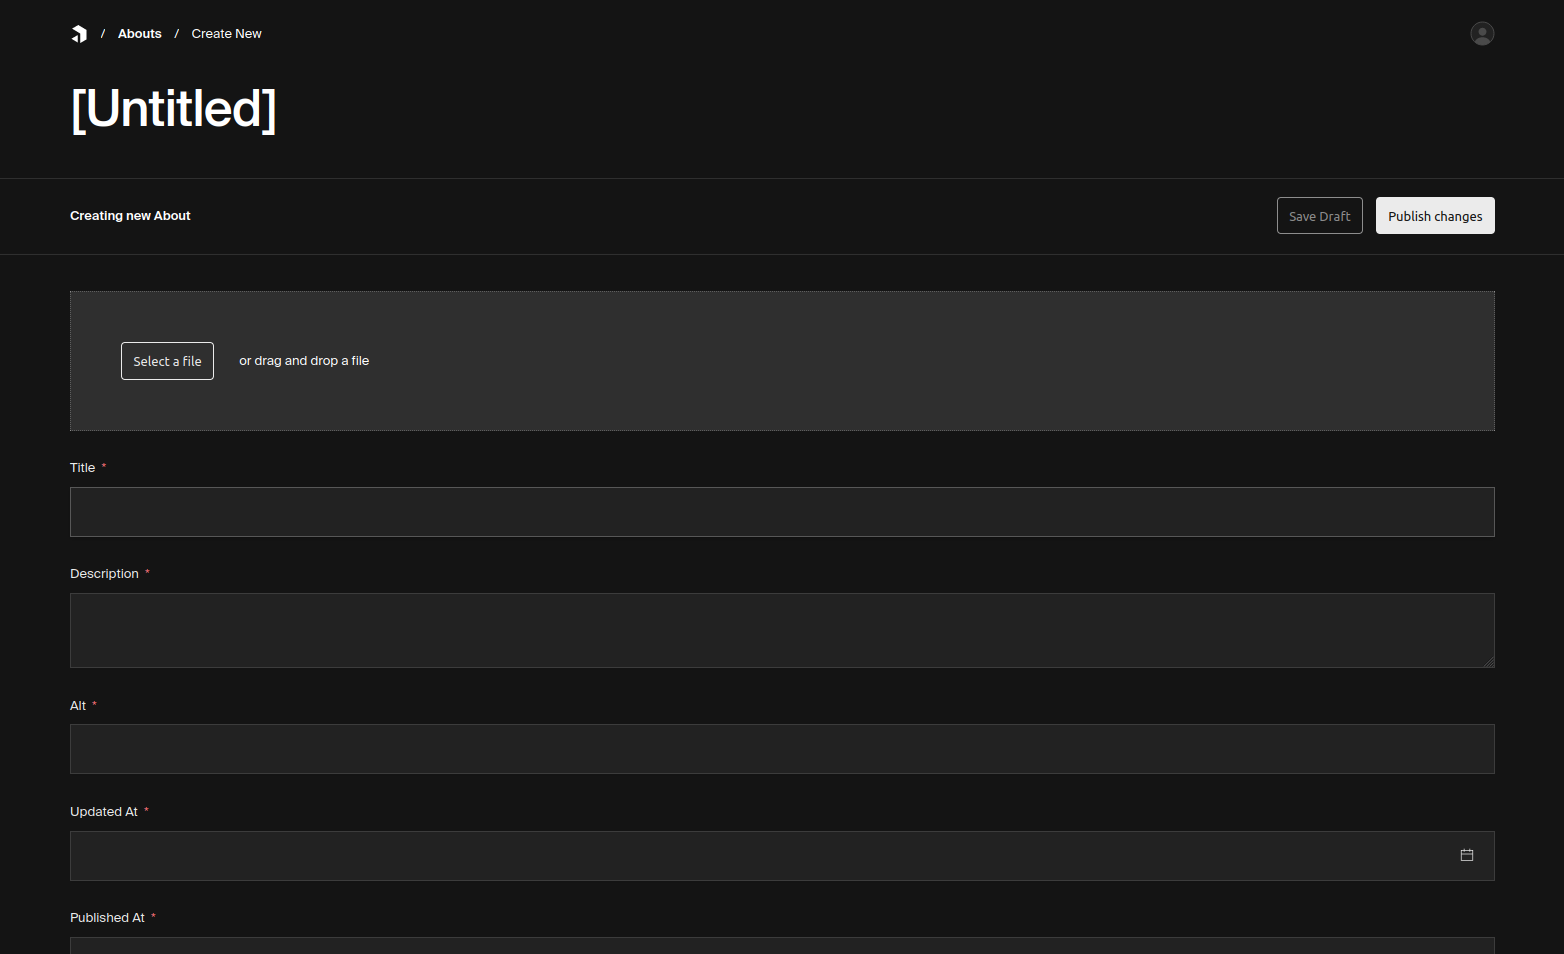 / Abouts / Create New
[Untitled]
Creating new About
Save Draft
Publish changes
Select a file or drag and drop a file
Title *
Description *
Alt *
Updated At *
Published At *